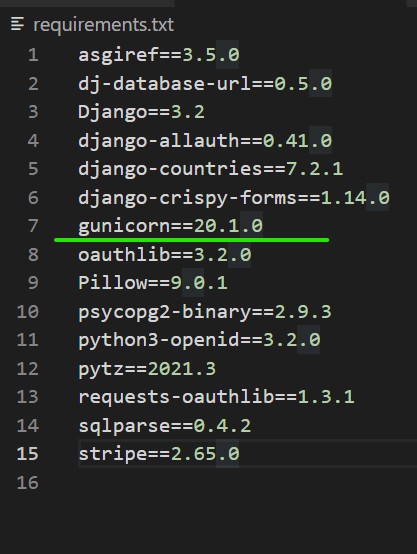 requirements.txt
1 asgiref==3.5.0
2 dj-database-url==0.5.0
3 Django==3.2
4 django-allauth==0.41.0
5 django-countries==7.2.1
6 django-crispy-forms==1.14.0
7 gunicorn==20.1.0
8 oauthlib==3.2.0
9 Pillow==9.0.1
10 psycopg2-binary==2.9.3
11 python3-openid==3.2.0
12 pytz==2021.3
13 requests-oauthlib==1.3.1
14 sqlparse==0.4.2
15 stripe==2.65.0
16